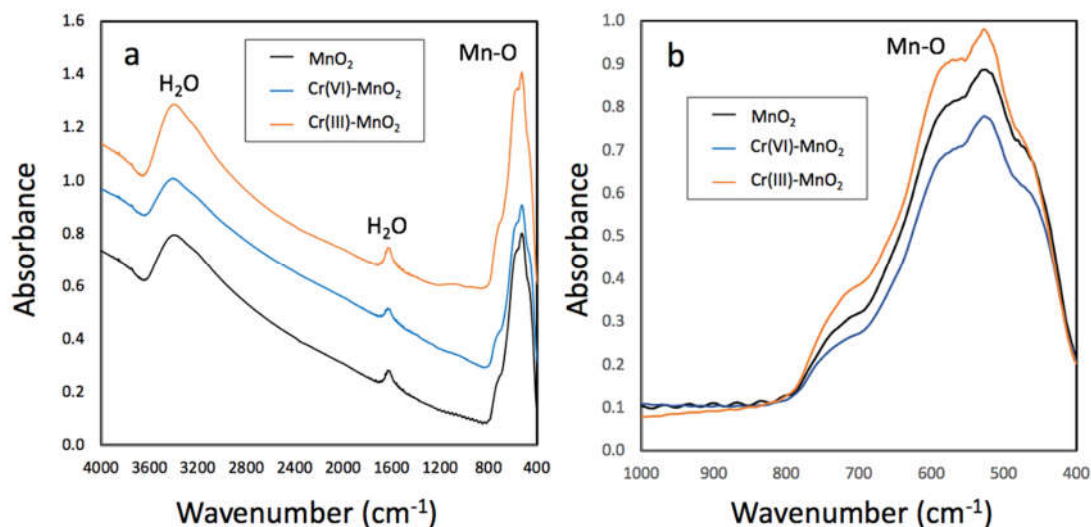 a
MnO₂
Cr(VI)-MnO₂
Cr(III)-MnO₂
H₂O
H₂O
Mn-O
Absorbance
1.6
1.4
1.2
1.0
0.8
0.6
0.4
0.2
0.0
4000 3600 3200 2800 2400 2000 1600 1200 800 400
Wavenumber (cm⁻¹)
b
Mn-O
MnO₂
Cr(VI)-MnO₂
Cr(III)-MnO₂
Absorbance
1.0
0.9
0.8
0.7
0.6
0.5
0.4
0.3
0.2
0.1
0.0
1000 900 800 700 600 500 400
Wavenumber (cm⁻¹)